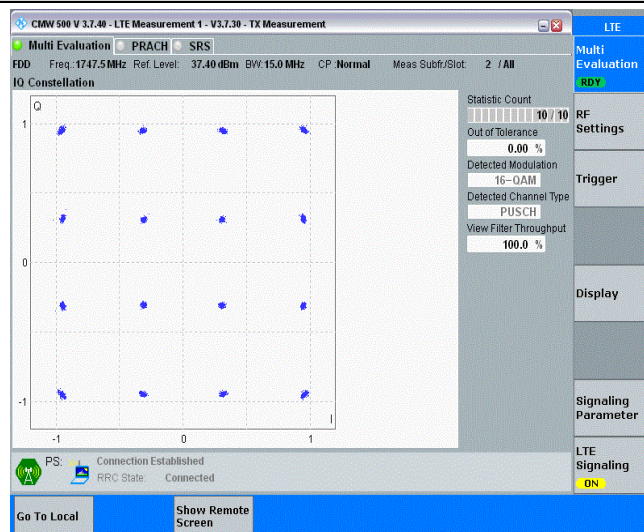 CMW 500 V 3.7.40 - LTE Measurement 1 - V3.7.30 - TX Measurement
LTE
Multi Evaluation PRACH SRS
Multi
Evaluation
RDY
FDD Freq.:1747.5 MHz Ref. Level: 37.40 dBm BW:15.0 MHz CP :Normal Meas Subfr./Slot: 2 / All
IQ Constellation
Q
1
0
-1
-1 0 1
I
Statistic Count
10 / 10
Out of Tolerance
0.00 %
Detected Modulation
16-QAM
Detected Channel Type
PUSCH
View Filter Throughput
100.0 %
RF
Settings
Trigger
Display
Signaling
Parameter
LTE
Signaling
ON
PS: Connection Established
RRC State: Connected
Go To Local
Show Remote
Screen